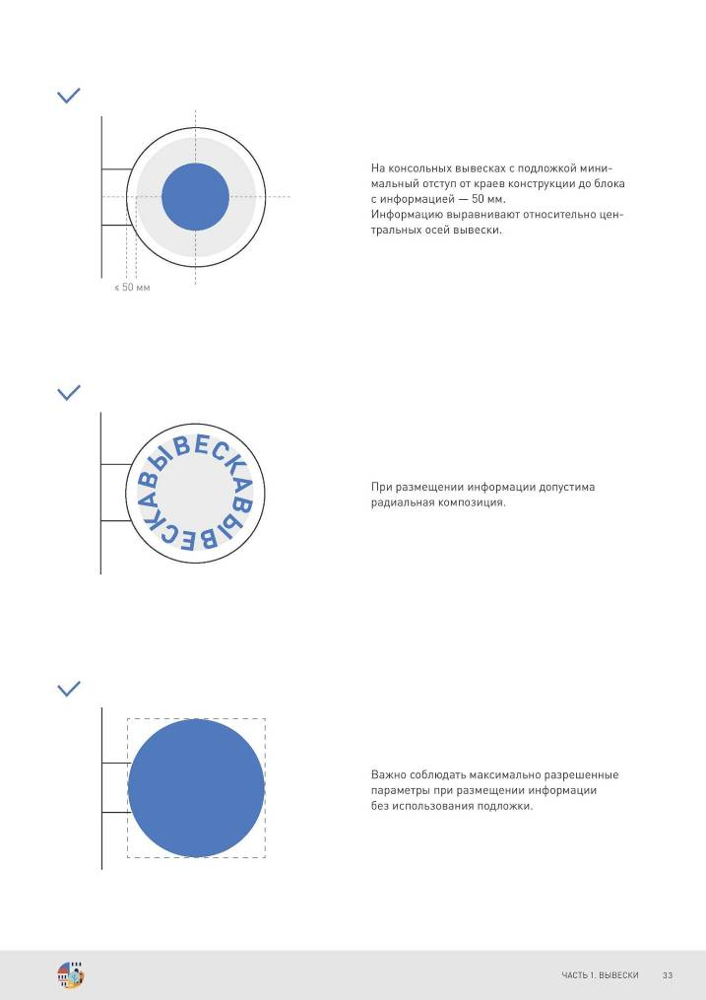 На консольных вывесках с подложкой мини-
мальный отступ от краев конструкции до блока
с информацией — 50 мм.
Информацию выравнивают относительно цен-
тральных осей вывески.
≤ 50 мм
ВЫВЕСКАВЫВЕСКА
При размещении информации допустима
радиальная композиция.
Важно соблюдать максимально разрешенные
параметры при размещении информации
без использования подложки.
ЧАСТЬ 1. ВЫВЕСКИ 33